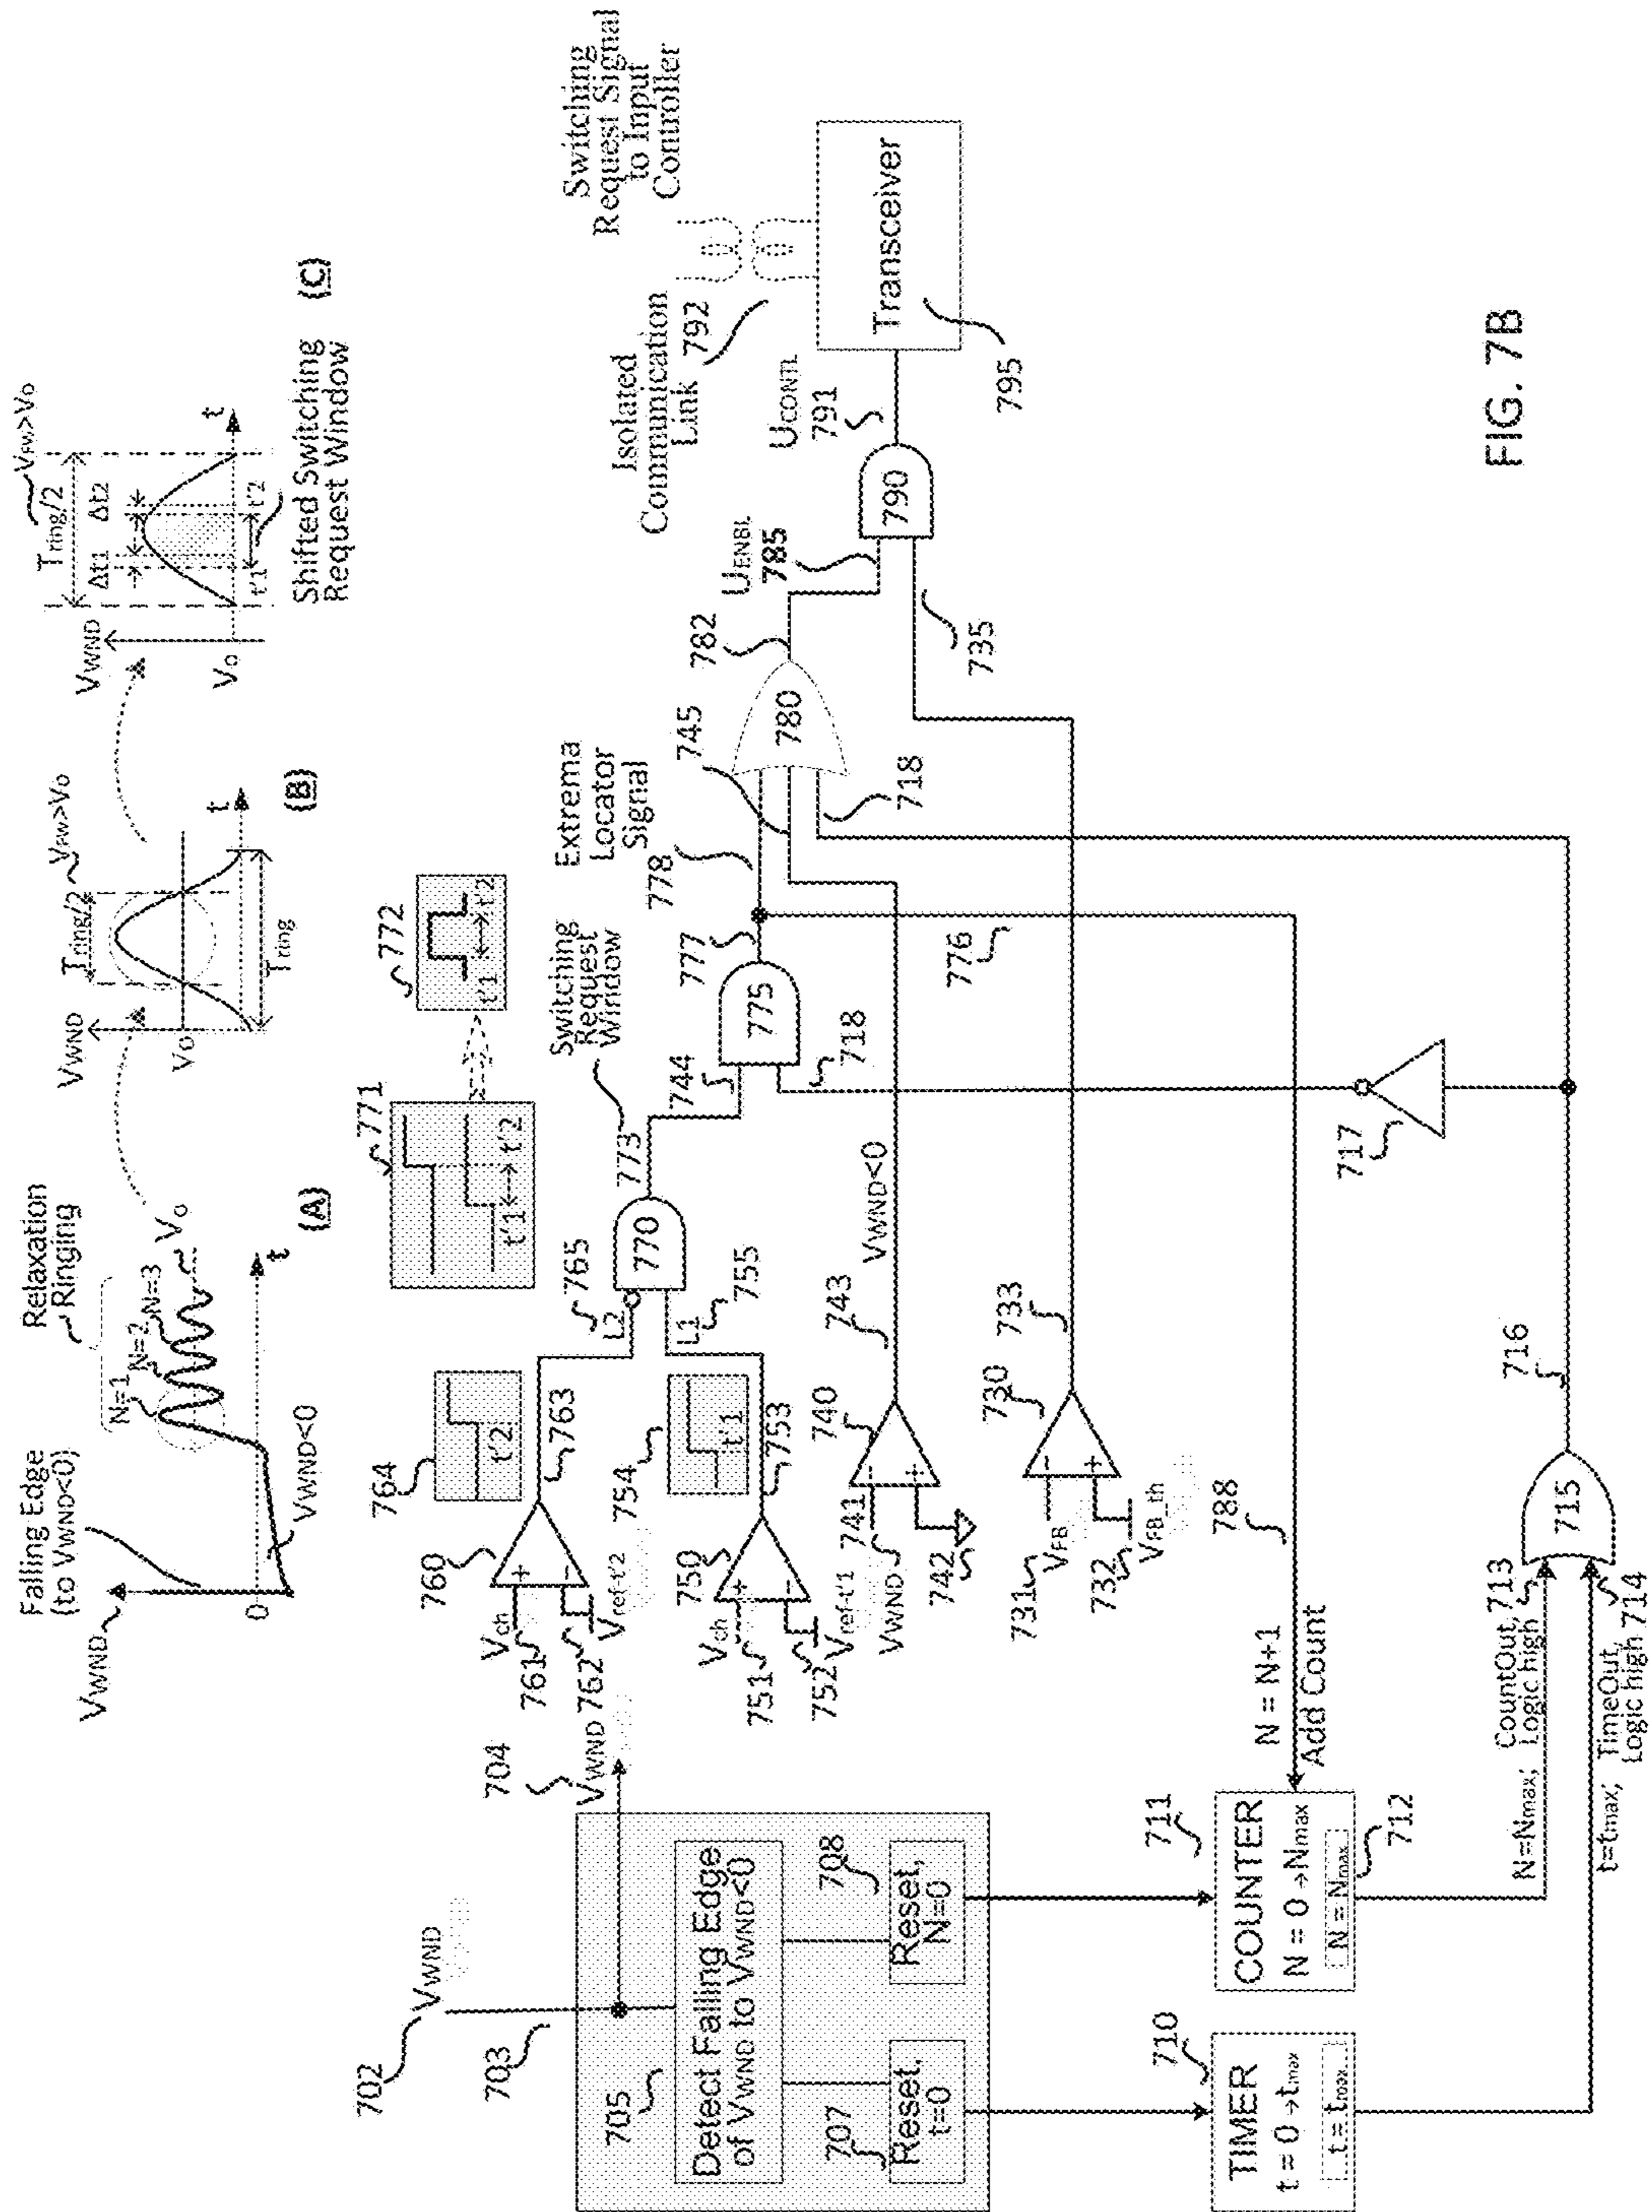 VWND
Falling Edge
(to VWND<0)
Relaxation
Ringing
N=1
N=2
N=3
Vo
0
VWND<0
t
(A)
VWND
Tring/2
VFW>Vo
Vo
t
Tring
(B)
VWND
Tring/2
VFW>Vo
Δt1
Δt2
Vo
t
t'1
t'2
Shifted Switching
Request Window
(C)
702
VWND
703
704
VWND
705
Detect Falling Edge
of VWND to VWND<0
707
Reset,
t=0
708
Reset,
N=0
710
TIMER
t = 0→tmax
t = tmax
711
COUNTER
N = 0→Nmax
N = Nmax
712
N = N+1
Add Count
788
N=Nmax;
CountOut,
Logic high
713
t=tmax;
TimeOut,
Logic high
714
715
716
717
718
760
Vch
761
762
Vref-t'2
+
-
763
764
t'2
L2
765
750
Vch
751
752
Vref-t'1
+
-
753
754
t'1
L1
755
770
771
t'1
t'2
772
t'1
t'2
773
Switching
Request
Window
744
775
777
776
778
Extrema
Locator
Signal
740
741
VWND
742
-
+
743
VWND<0
745
730
731
VFB
732
VFB_th
-
+
733
735
718
780
782
UENBL
785
790
UCONTL
791
Isolated
Communication
Link
792
Transceiver
795
Switching
Request Signal
to Input
Controller
FIG. 7B